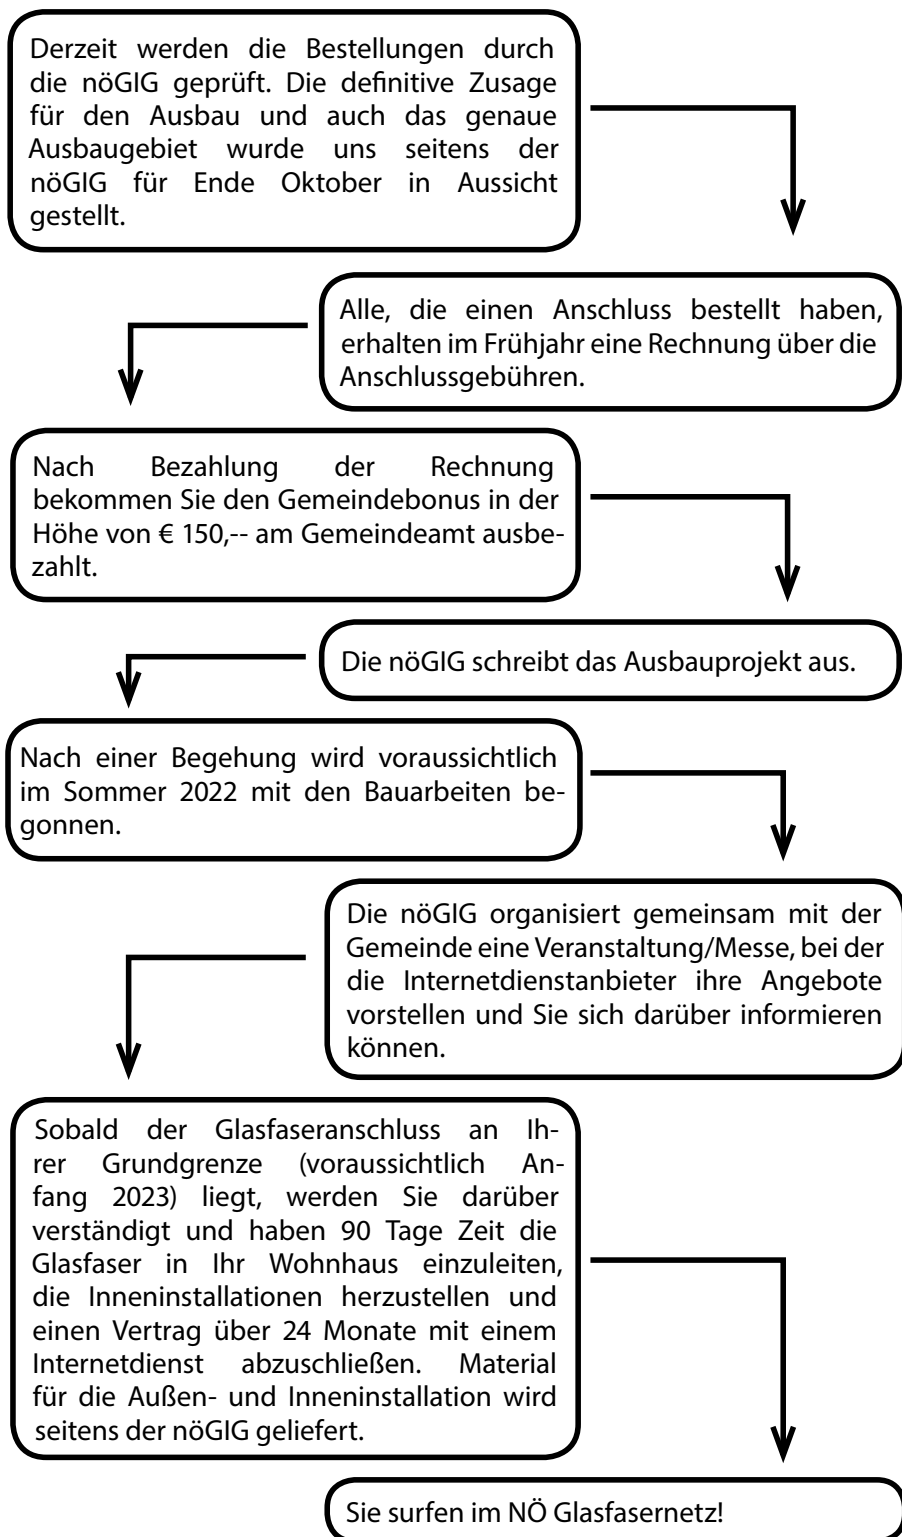 Derzeit werden die Bestellungen durch
die nöGIG geprüft. Die definitive Zusage
für den Ausbau und auch das genaue
Ausbaugebiet wurde uns seitens der
nöGIG für Ende Oktober in Aussicht
gestellt.
Alle, die einen Anschluss bestellt haben,
erhalten im Frühjahr eine Rechnung über die
Anschlussgebühren.
Nach Bezahlung der Rechnung
bekommen Sie den Gemeindebonus in der
Höhe von € 150,-- am Gemeindeamt ausbe-
zahlt.
Die nöGIG schreibt das Ausbauprojekt aus.
Nach einer Begehung wird voraussichtlich
im Sommer 2022 mit den Bauarbeiten be-
gonnen.
Die nöGIG organisiert gemeinsam mit der
Gemeinde eine Veranstaltung/Messe, bei der
die Internetdienstanbieter ihre Angebote
vorstellen und Sie sich darüber informieren
können.
Sobald der Glasfaseranschluss an Ih-
rer Grundgrenze (voraussichtlich An-
fang 2023) liegt, werden Sie darüber
verständigt und haben 90 Tage Zeit die
Glasfaser in Ihr Wohnhaus einzuleiten,
die Inneninstallationen herzustellen und
einen Vertrag über 24 Monate mit einem
Internetdienst abzuschließen. Material
für die Außen- und Inneninstallation wird
seitens der nöGIG geliefert.
Sie surfen im NÖ Glasfasernetz!